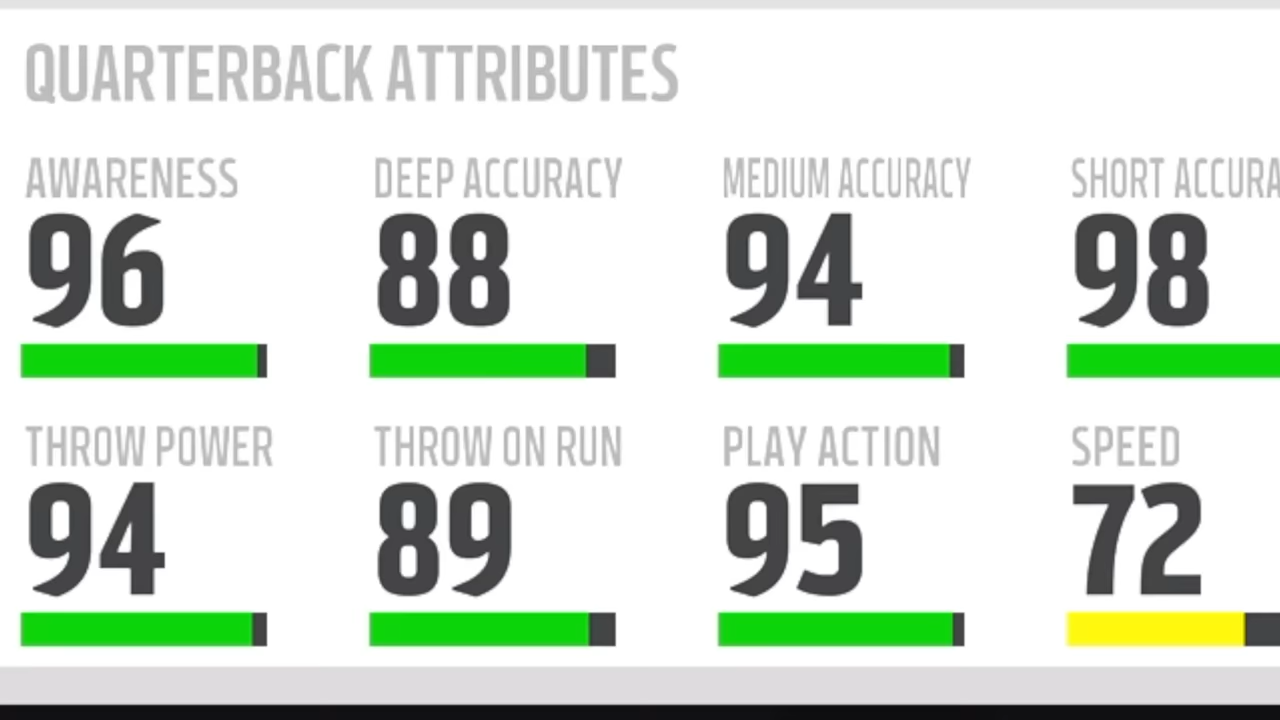 QUARTERBACK ATTRIBUTES
AWARENESS DEEP ACCURACY MEDIUM ACCURACY SHORT
96 88 94 98
THROW POWER THROW ON RUN PLAY ACTION SPEED
94 89 95 72